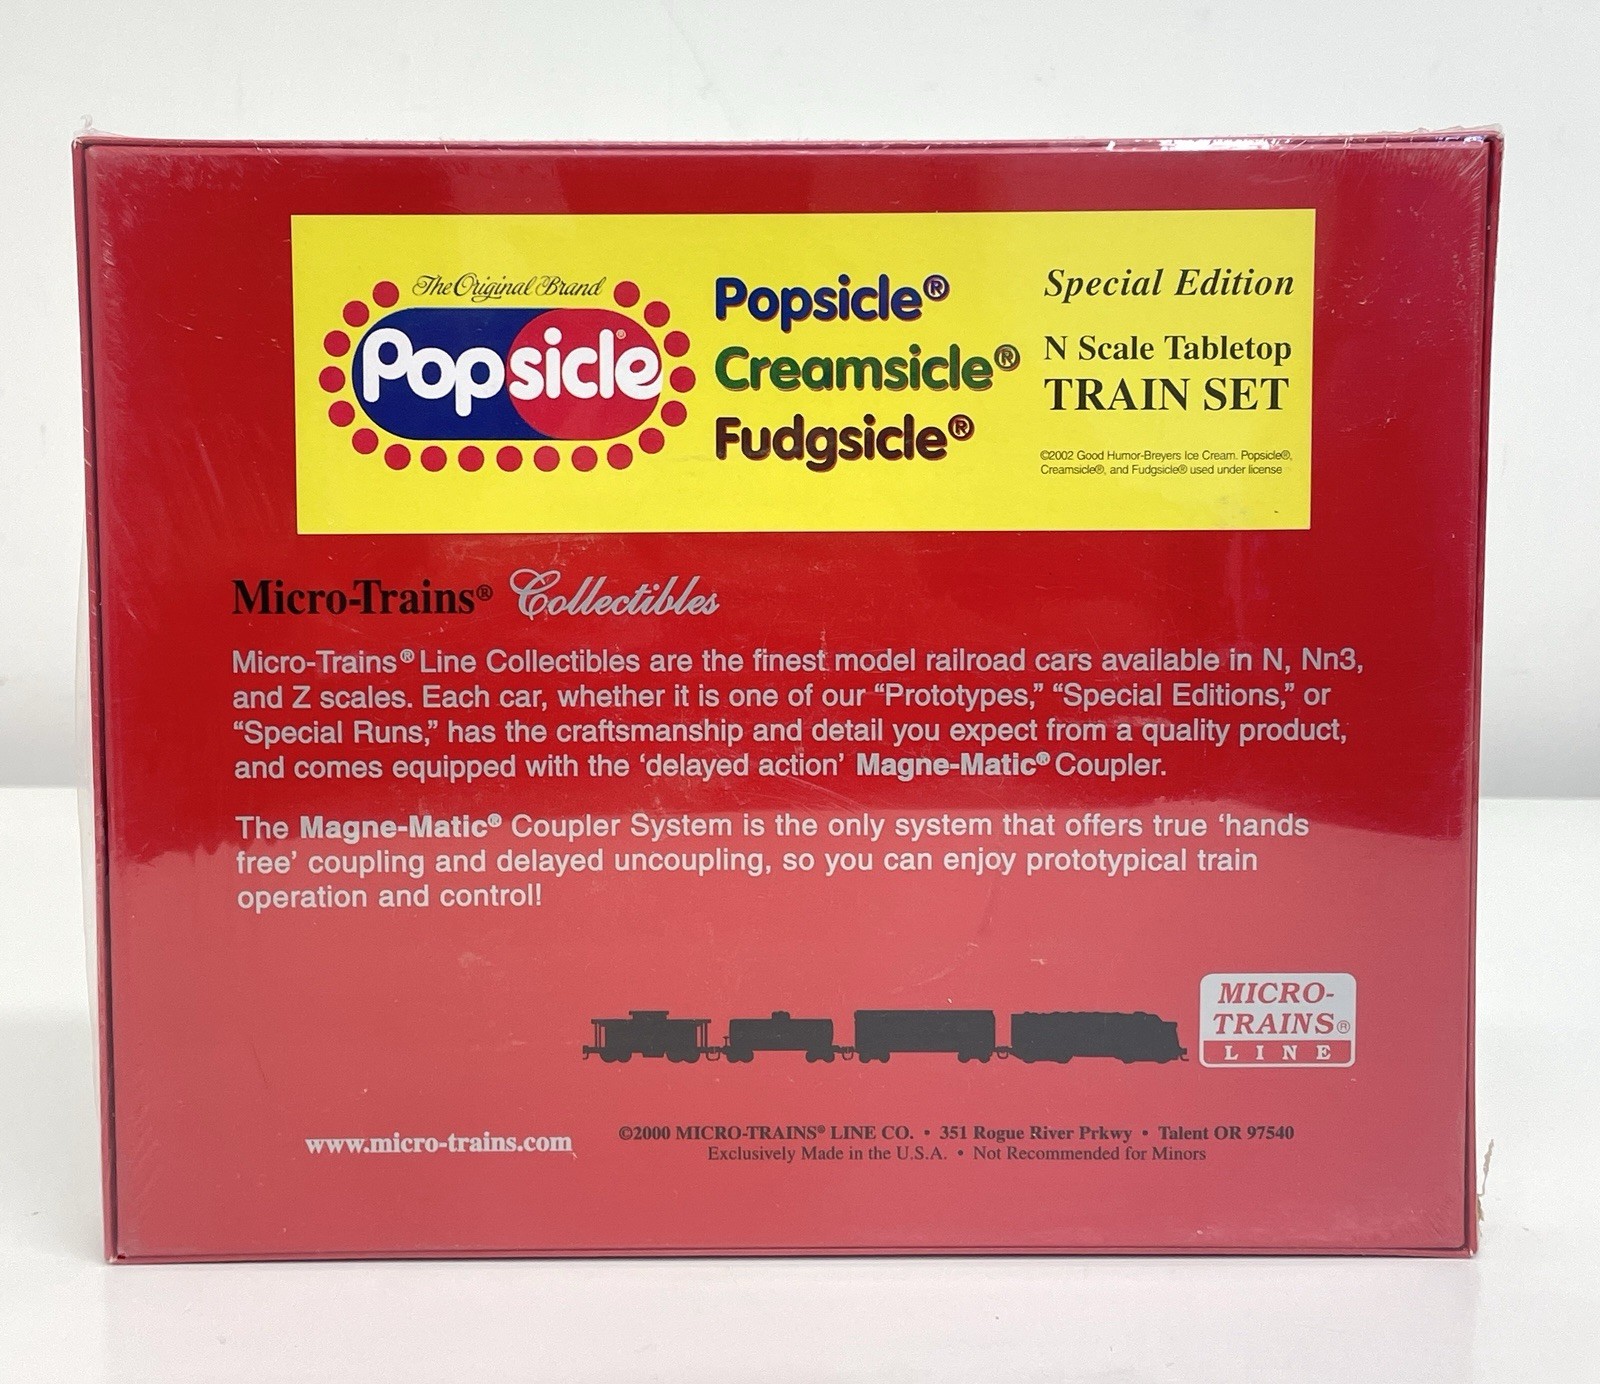 The Original Brand
Popsicle®
Popsicle®
Creamsicle®
Fudgsicle®
Special Edition
N Scale Tabletop
TRAIN SET
©2002 Good Humor-Breyers Ice Cream. Popsicle®,
Creamsicle®, and Fudgsicle® used under license
Micro-Trains® Collectibles
Micro-Trains® Line Collectibles are the finest model railroad cars available in N, Nn3,
and Z scales. Each car, whether it is one of our “Prototypes,” “Special Editions,” or
“Special Runs,” has the craftsmanship and detail you expect from a quality product,
and comes equipped with the ‘delayed action’ Magne-Matic® Coupler.
The Magne-Matic® Coupler System is the only system that offers true ‘hands
free’ coupling and delayed uncoupling, so you can enjoy prototypical train
operation and control!
MICRO-
TRAINS®
LINE
www.micro-trains.com
©2000 MICRO-TRAINS® LINE CO. • 351 Rogue River Prkwy • Talent OR 97540
Exclusively Made in the U.S.A. • Not Recommended for Minors